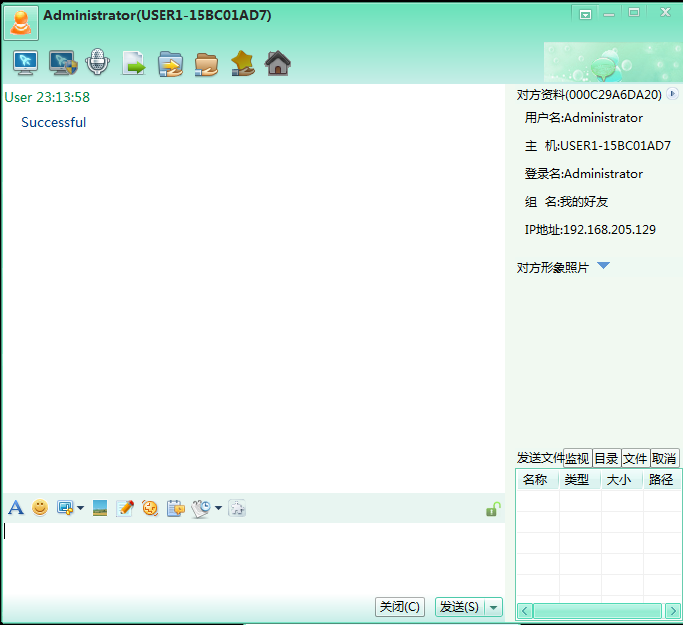 Administrator(USER1-15BC01AD7)
User 23:13:58
Successful
对方资料(000C29A6DA20)
用户名:Administrator
主 机:USER1-15BC01AD7
登录名:Administrator
组 名:我的好友
IP地址:192.168.205.129
对方形象照片
发送文件 监视 目录 文件 取消
名称 类型 大小 路径
关闭(C) 发送(S)